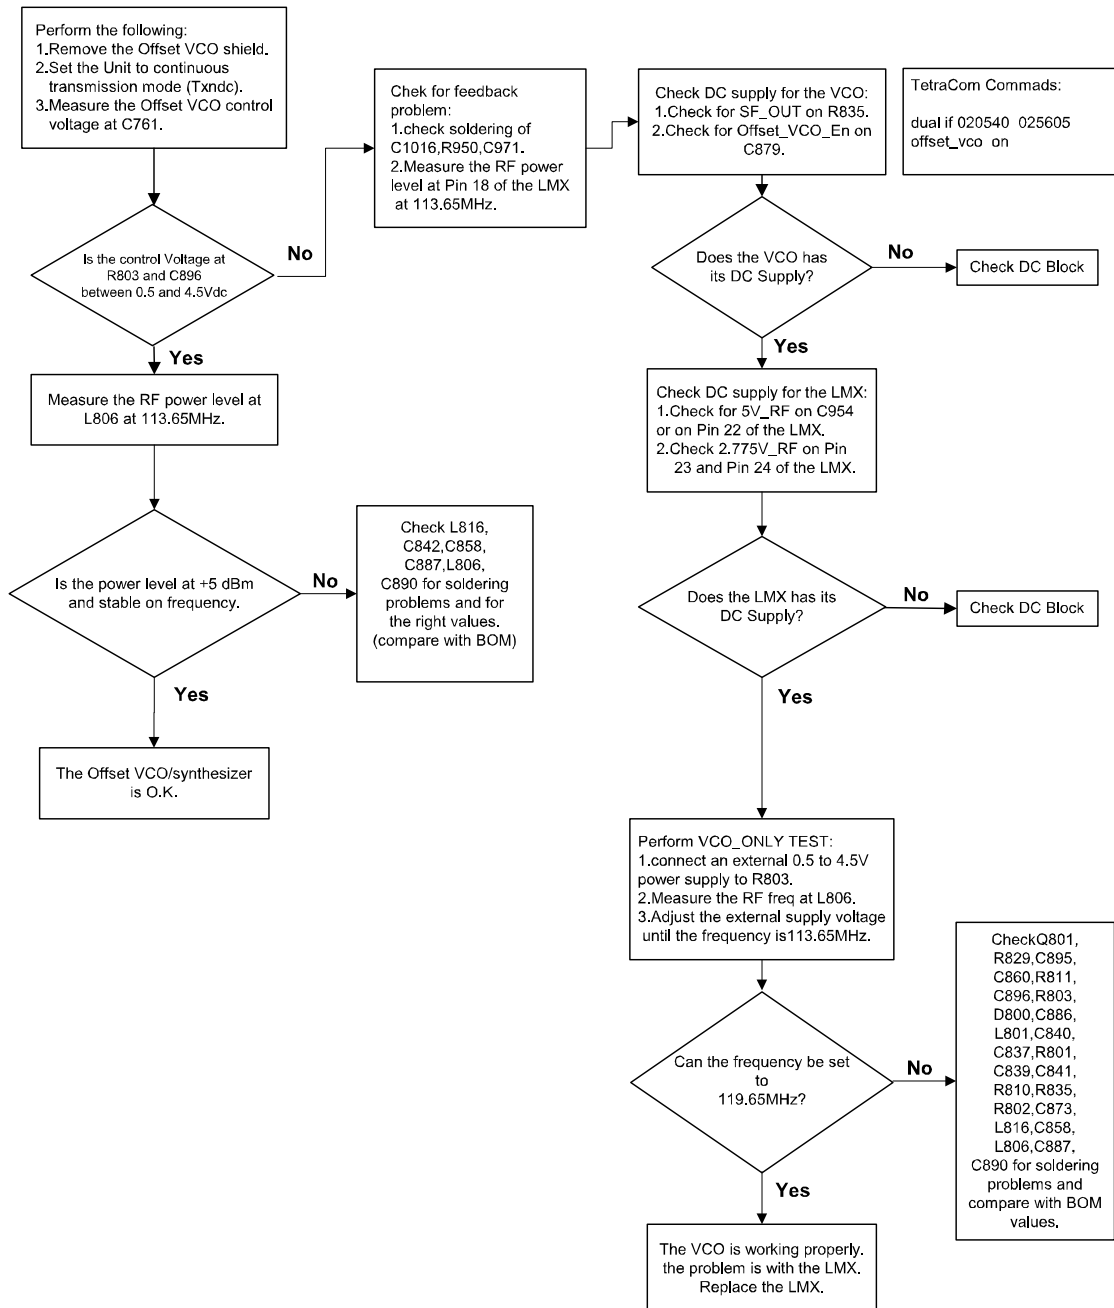 Perform the following:
1.Remove the Offset VCO shield.
2.Set the Unit to continuous
transmission mode (Txndc).
3.Measure the Offset VCO control
voltage at C761.
Is the control Voltage at
R803 and C896
between 0.5 and 4.5Vdc
No
Yes
Measure the RF power level at
L806 at 113.65MHz.
Is the power level at +5 dBm
and stable on frequency.
No
Check L816,
C842,C858,
C887,L806,
C890 for soldering
problems and for
the right values.
(compare with BOM)
Yes
The Offset VCO/synthesizer
is O.K.
Chek for feedback
problem:
1.check soldering of
C1016,R950,C971.
2.Measure the RF power
level at Pin 18 of the LMX
at 113.65MHz.
Check DC supply for the VCO:
1.Check for SF_OUT on R835.
2.Check for Offset_VCO_En on
C879.
TetraCom Commads:
dual if 020540  025605
offset_vco  on
Does the VCO has
its DC Supply?
No
Check DC Block
Yes
Check DC supply for the LMX:
1.Check for 5V_RF on C954
or on Pin 22 of the LMX.
2.Check 2.775V_RF on Pin
23 and Pin 24 of the LMX.
Does the LMX has its
DC Supply?
No
Check DC Block
Yes
Perform VCO_ONLY TEST:
1.connect an external 0.5 to 4.5V
power supply to R803.
2.Measure the RF freq at L806.
3.Adjust the external supply voltage
until the frequency is113.65MHz.
Can the frequency be set
to
119.65MHz?
No
CheckQ801,
R829,C895,
C860,R811,
C896,R803,
D800,C886,
L801,C840,
C837,R801,
C839,C841,
R810,R835,
R802,C873,
L816,C858,
L806,C887,
C890 for soldering
problems and
compare with BOM
values.
Yes
The VCO is working properly.
the problem is with the LMX.
Replace the LMX.